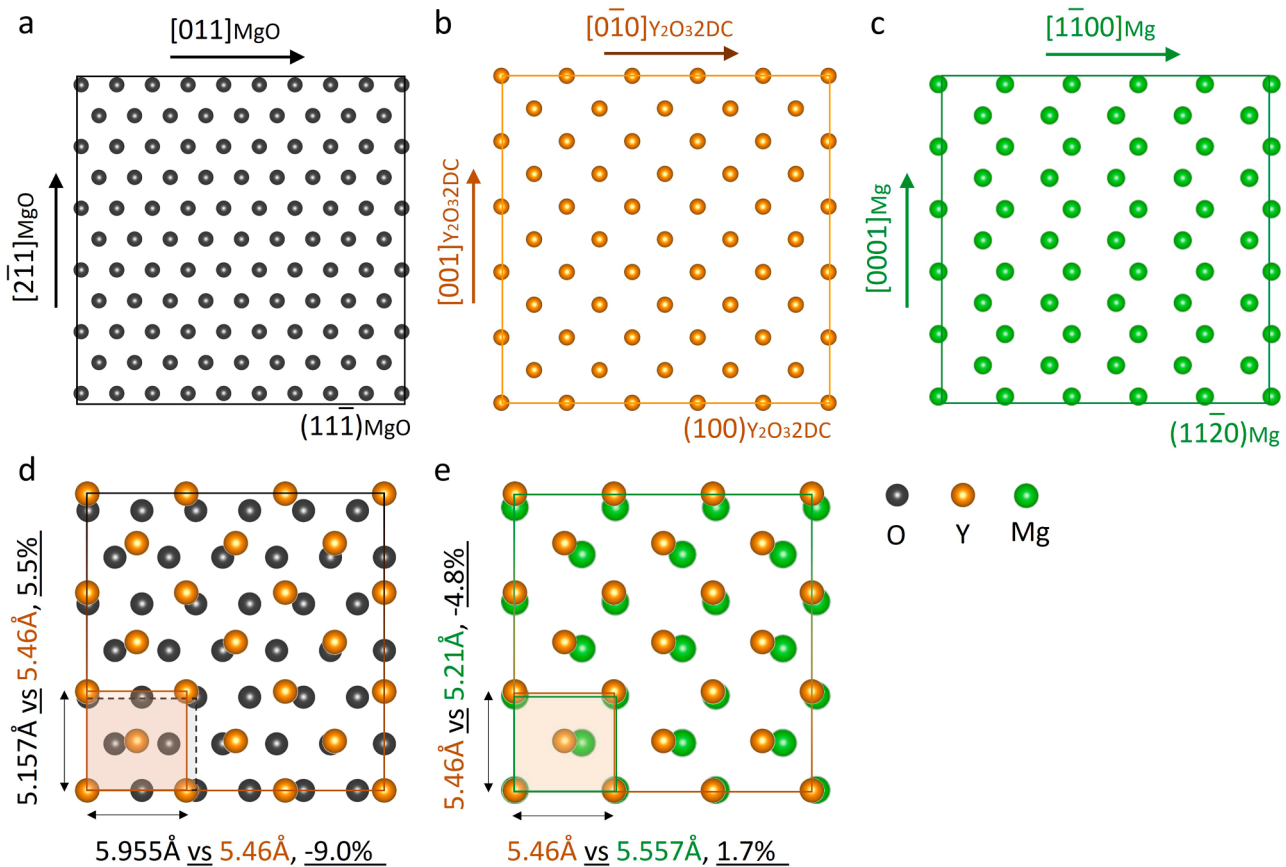 a
[011]MgO
[2̅11]MgO
(111̅)MgO
b
[01̅0]Y₂O₃2DC
[001]Y₂O₃2DC
(100)Y₂O₃2DC
c
[11̅00]Mg
[0001]Mg
(112̅0)Mg
d
5.157Å vs 5.46Å, 5.5%
5.955Å vs 5.46Å, -9.0%
e
5.46Å vs 5.21Å, -4.8%
5.46Å vs 5.557Å, 1.7%
O Y Mg